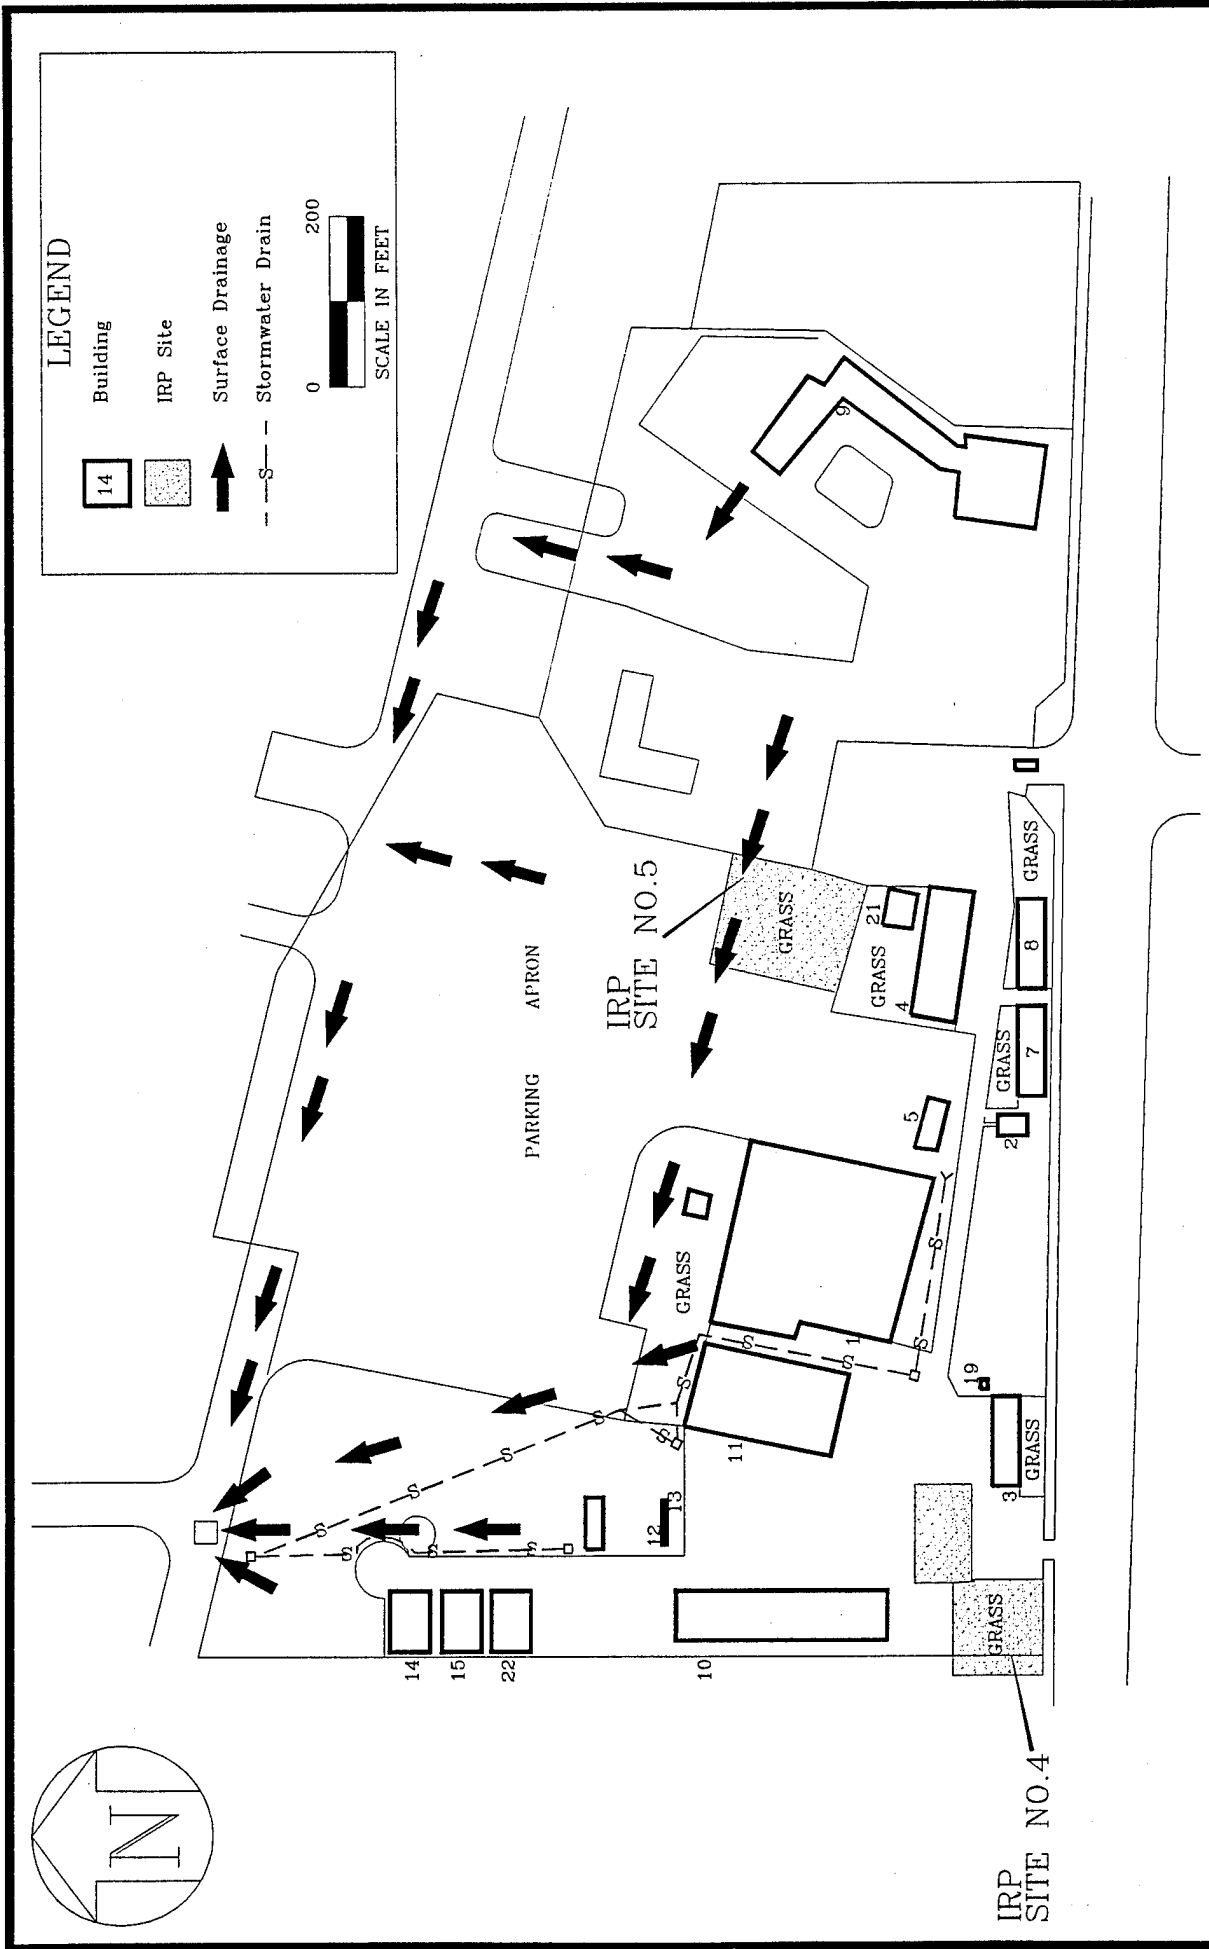 LEGEND
14
Building
IRP Site
Surface Drainage
S
Stormwater Drain
0
200
SCALE IN FEET
N
PARKING APRON
IRP
SITE NO.5
GRASS
GRASS
GRASS
GRASS
GRASS
GRASS
GRASS
9
21
4
8
7
5
2
1
19
3
11
13
12
10
14
15
22
S
S
S
S
S
S
S
S
S
S
S
S
S
IRP
SITE NO.4